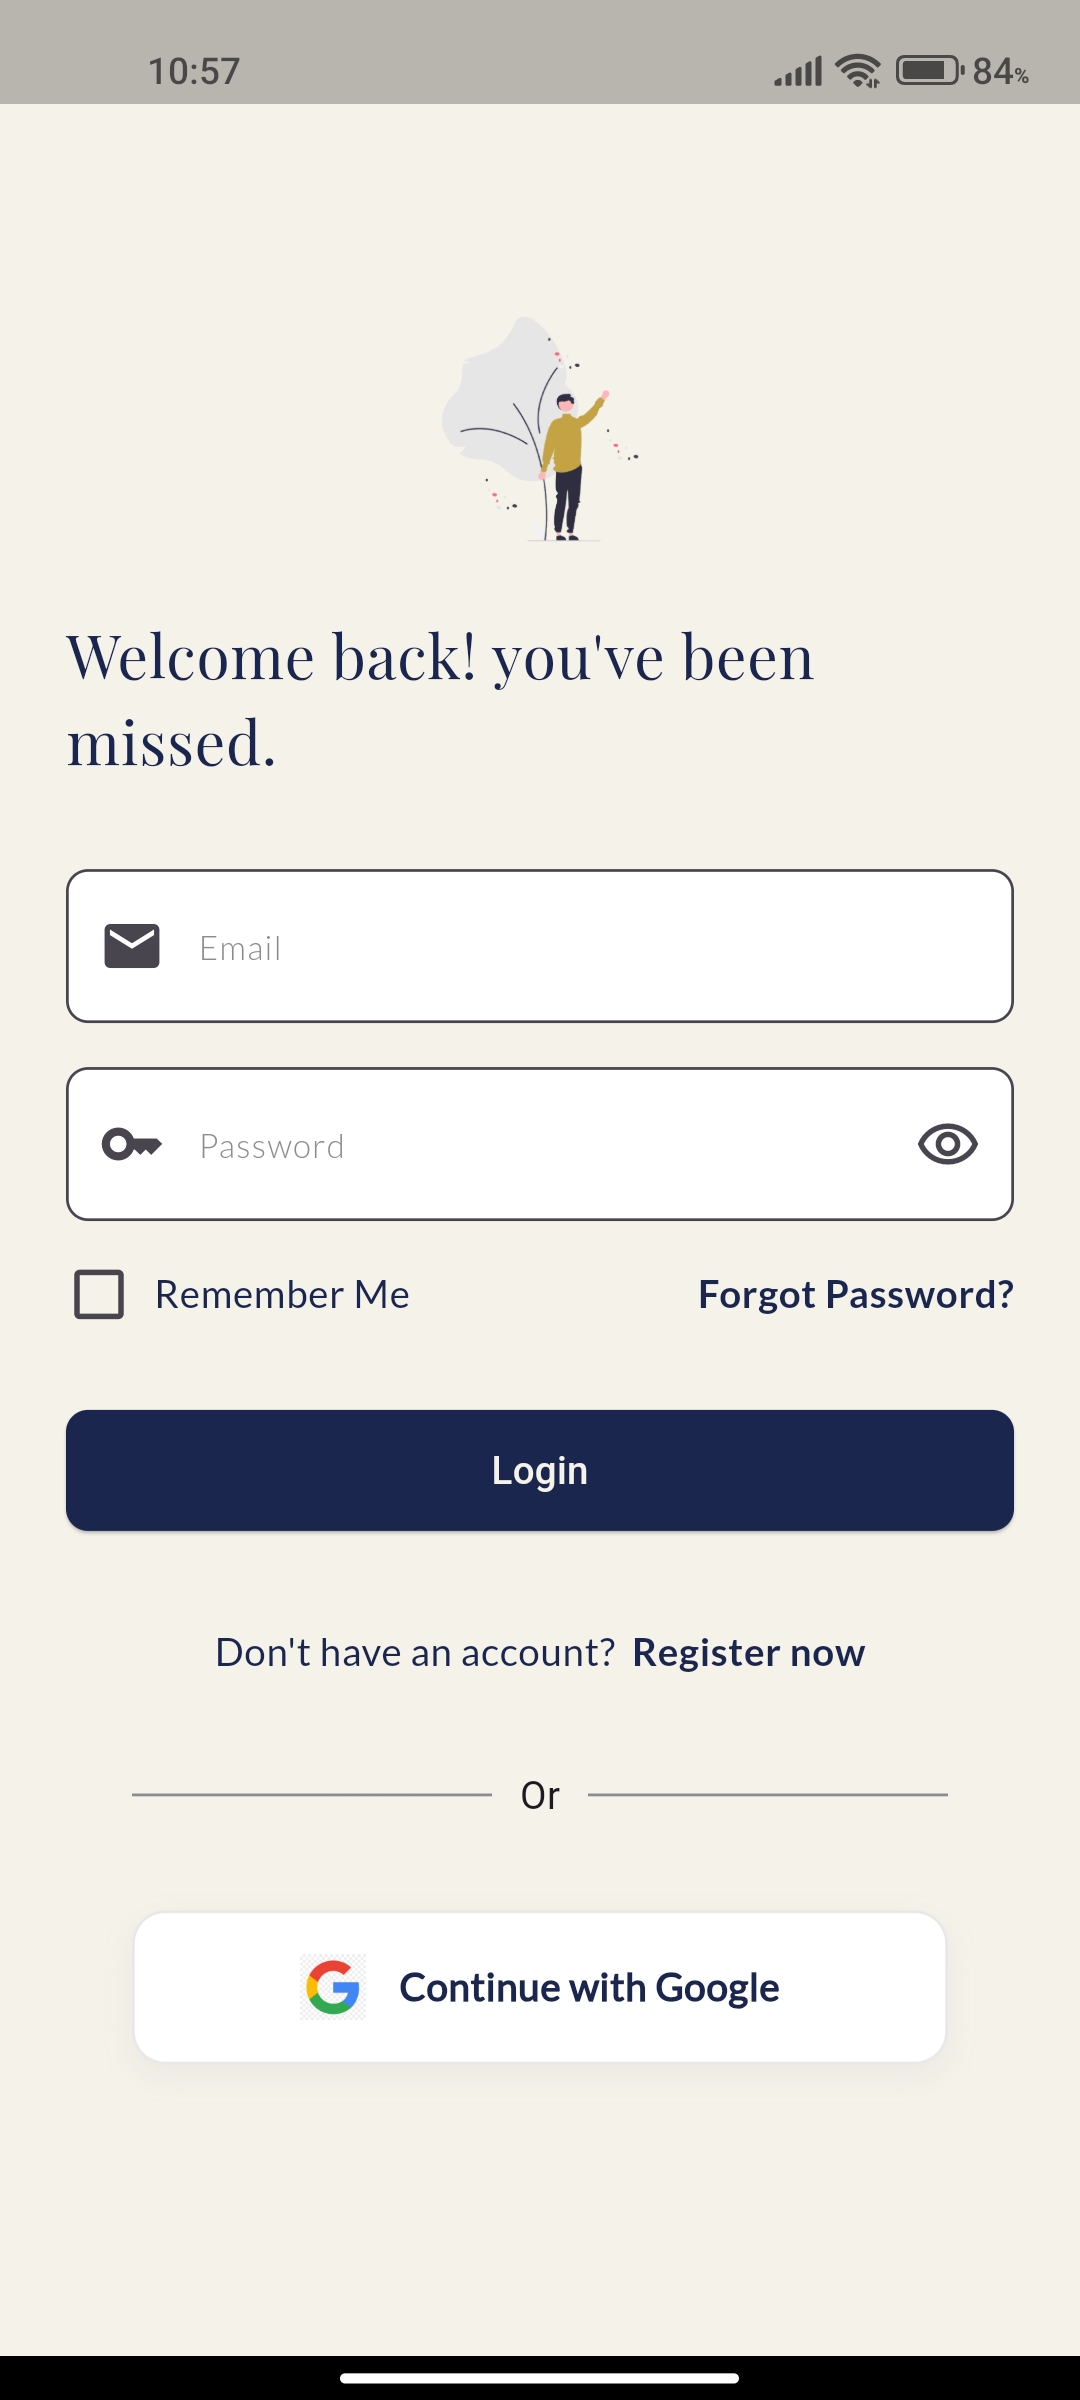 10:57
84%
Welcome back! you've been
missed.
Email
Password
Remember Me
Forgot Password?
Login
Don't have an account? Register now
Or
Continue with Google